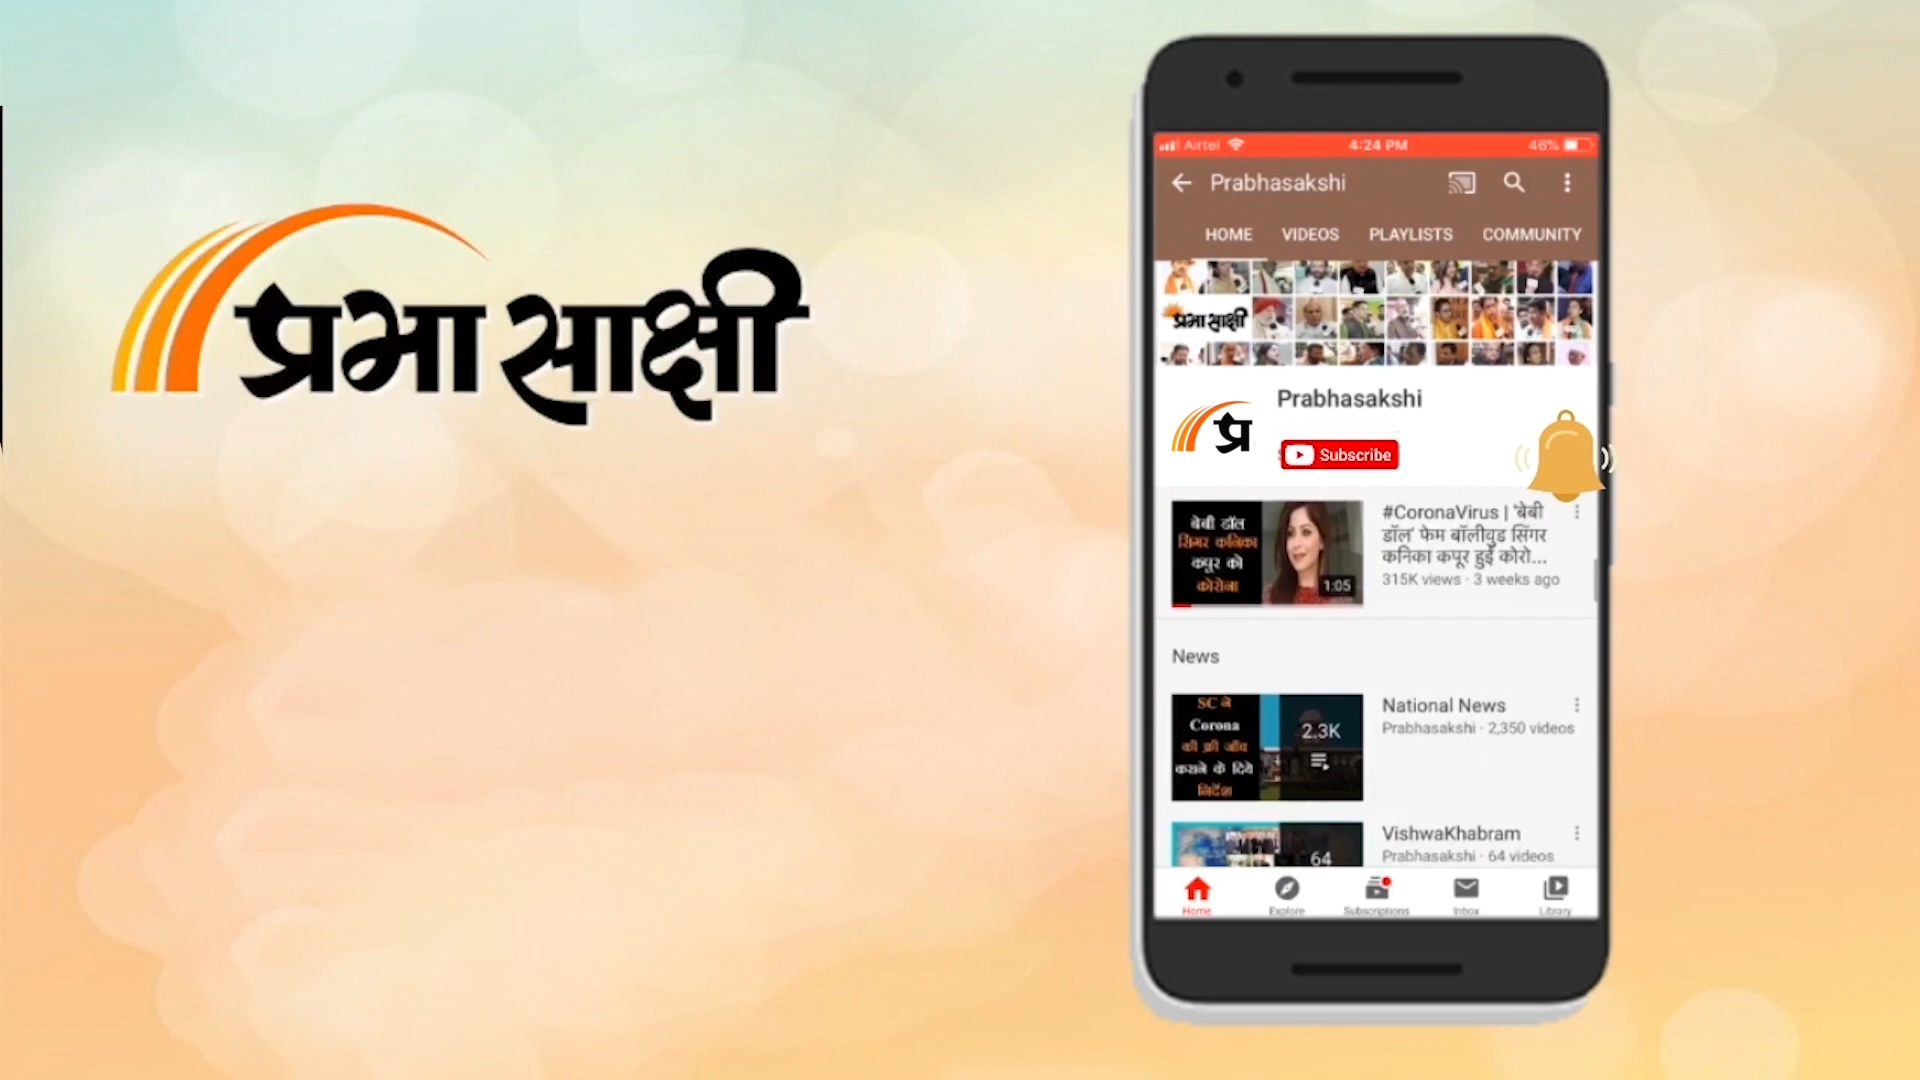 प्रभासाक्षी
Airtel 4:24 PM 46%
Prabhasakshi
HOME VIDEOS PLAYLISTS COMMUNITY
प्रभासाक्षी
Prabhasakshi
प्र
Subscribe
बेबी डॉल
सिंगर कनिका
कपूर को
कोरोना
1:05
#CoronaVirus | 'बेबी
डॉल' फेम बॉलीवुड सिंगर
कनिका कपूर हुईं कोरो...
315K views · 3 weeks ago
News
SC ने
Corona
की फ्री जाँच
कराने के दिये
निर्देश
2.3K
National News
Prabhasakshi · 2,350 videos
64
VishwaKhabram
Prabhasakshi · 64 videos
Home Explore Subscriptions Inbox Library